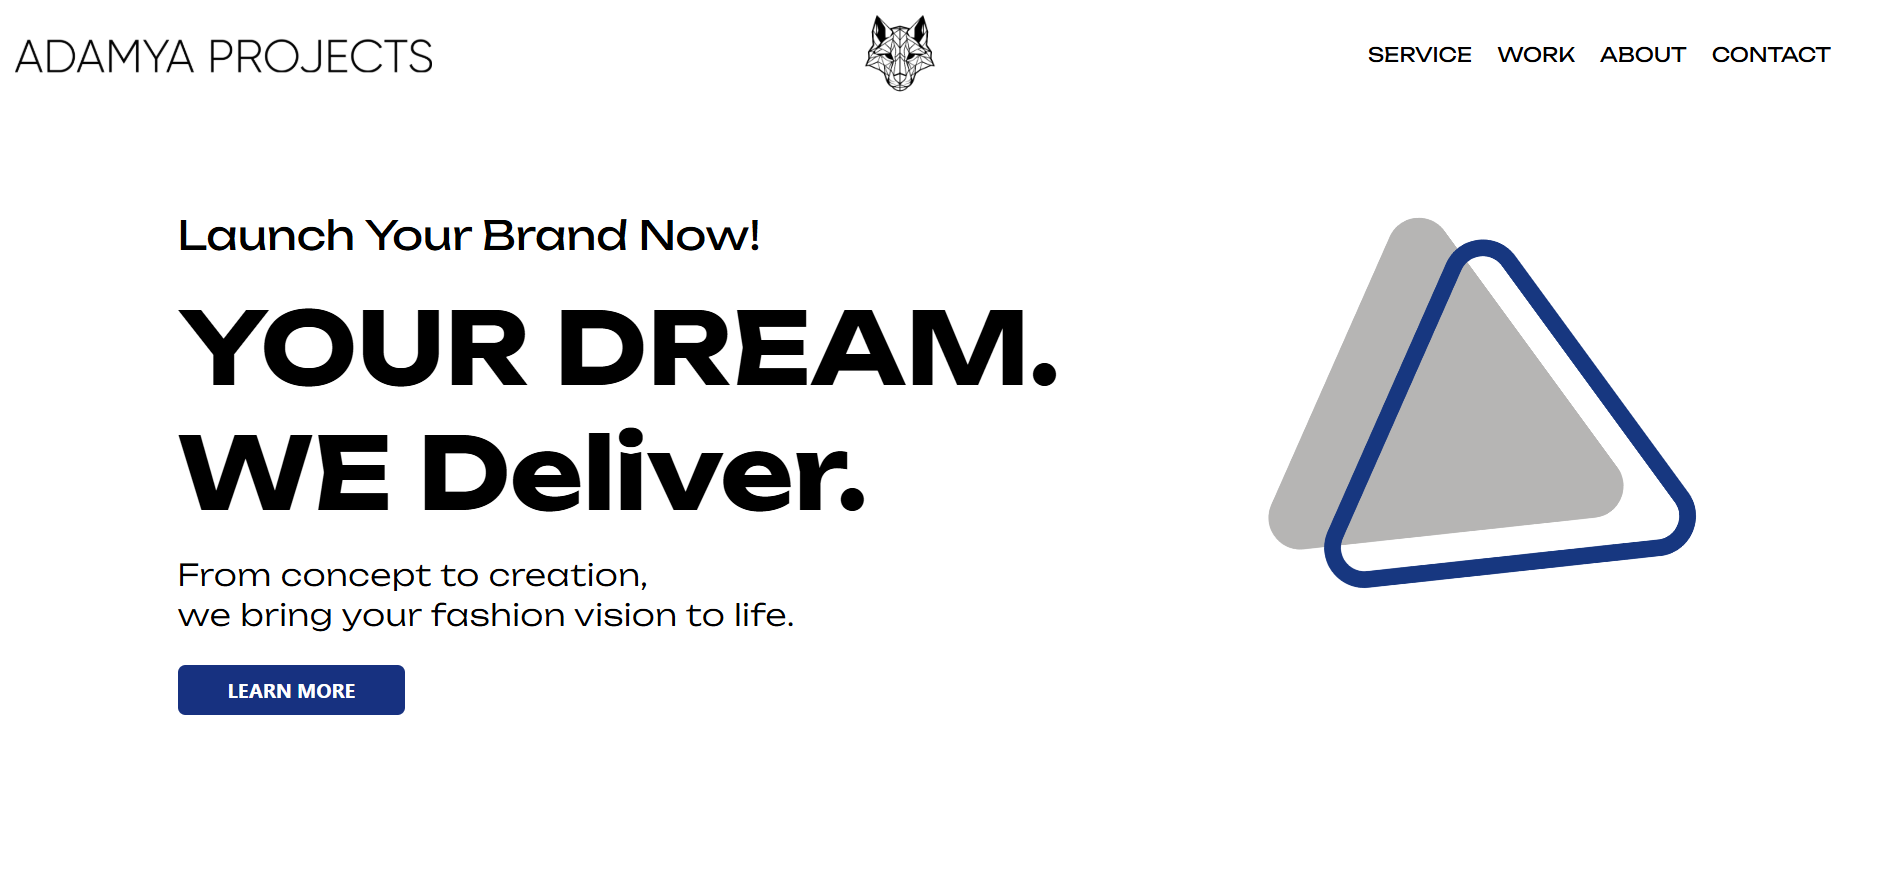 ADAMYA PROJECTS
SERVICE WORK ABOUT CONTACT
Launch Your Brand Now!
YOUR DREAM.
WE Deliver.
From concept to creation,
we bring your fashion vision to life.
LEARN MORE